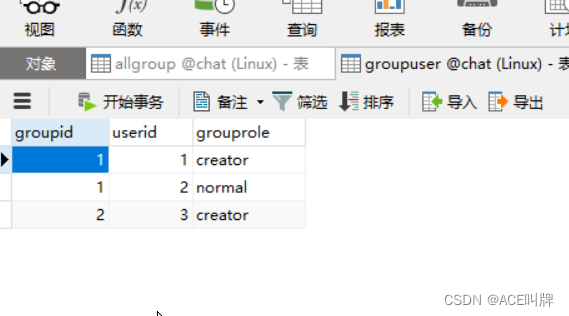 f(x)
视图 函数 事件 查询 报表 备份 计划
对象 allgroup @chat (Linux) - 表 groupuser @chat (Linux) - 表
开始事务 备注 筛选 排序 导入 导出
groupid userid grouprole
1 1 creator
1 2 normal
2 3 creator
CSDN @ACE叫牌